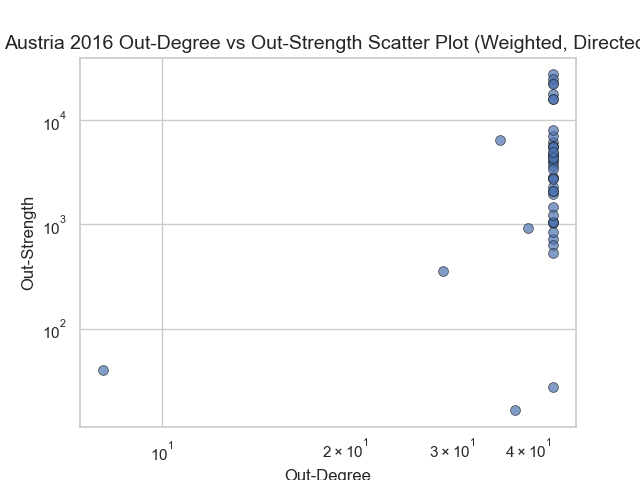 Austria 2016 Out-Degree vs Out-Strength Scatter Plot (Weighted, Directed
Out-Strength
10^4
10^3
10^2
10^1
2 × 10^1
3 × 10^1
4 × 10^1
Out-Degree